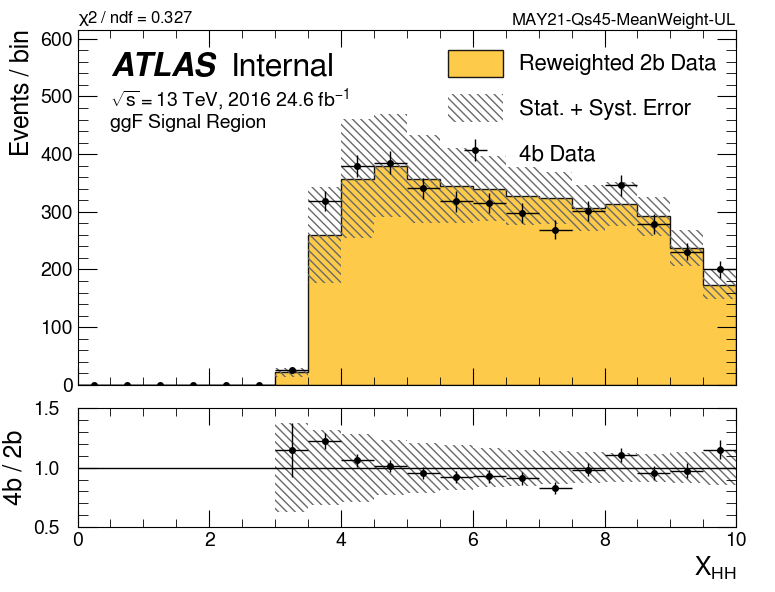 χ2 / ndf = 0.327
MAY21-Qs45-MeanWeight-UL
ATLAS Internal
√s = 13 TeV, 2016 24.6 fb⁻¹
ggF Signal Region
Reweighted 2b Data
Stat. + Syst. Error
4b Data
Events / bin
600
500
400
300
200
100
0
4b / 2b
1.5
1.0
0.5
0 2 4 6 8 10
X_HH